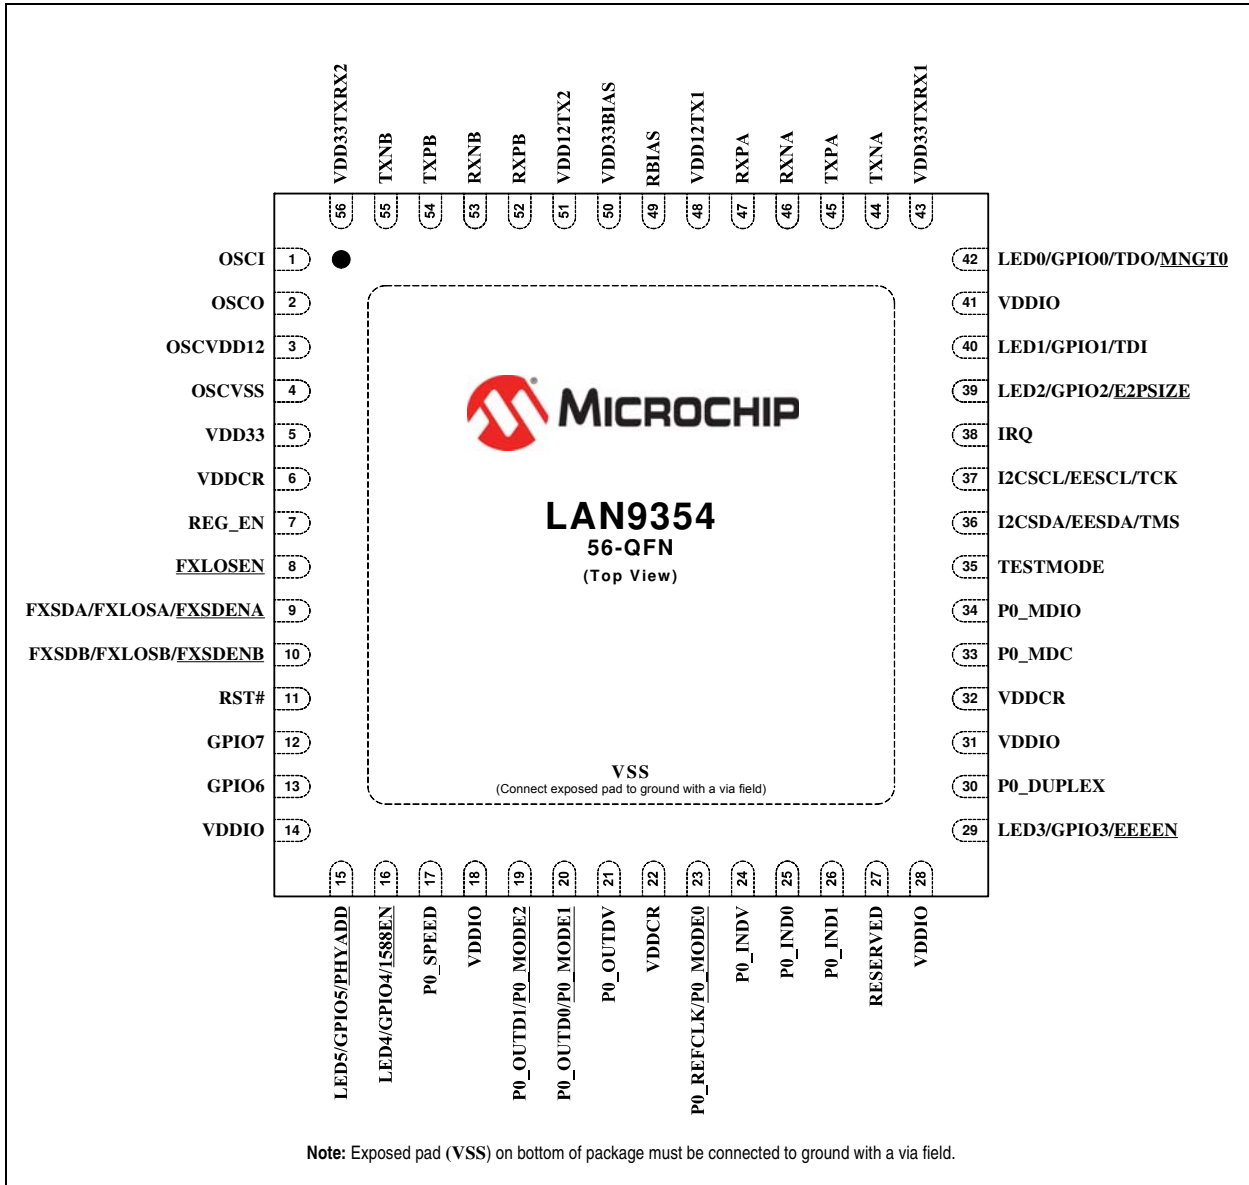 VDD33TXRX2
TXNB
TXPB
RXNB
RXPB
VDD12TX2
VDD33BIAS
RBIAS
VDD12TX1
RXPA
RXNA
TXPA
TXNA
VDD33TXRX1
56
55
54
53
52
51
50
49
48
47
46
45
44
43
OSCI 1
OSCO 2
OSCVDD12 3
OSCVSS 4
VDD33 5
VDDCR 6
REG_EN 7
FXLOSEN 8
FXSDA/FXLOSA/FXSDENA 9
FXSDB/FXLOSB/FXSDENB 10
RST# 11
GPIO7 12
GPIO6 13
VDDIO 14
MICROCHIP
®
LAN9354
56-QFN
(Top View)
VSS
(Connect exposed pad to ground with a via field)
42 LED0/GPIO0/TDO/MNGT0
41 VDDIO
40 LED1/GPIO1/TDI
39 LED2/GPIO2/E2PSIZE
38 IRQ
37 I2CSCL/EESCL/TCK
36 I2CSDA/EESDA/TMS
35 TESTMODE
34 P0_MDIO
33 P0_MDC
32 VDDCR
31 VDDIO
30 P0_DUPLEX
29 LED3/GPIO3/EEEEN
15
16
17
18
19
20
21
22
23
24
25
26
27
28
LED5/GPIO5/PHYADD
LED4/GPIO4/1588EN
P0_SPEED
VDDIO
P0_OUTD1/P0_MODE2
P0_OUTD0/P0_MODE1
P0_OUTDV
VDDCR
P0_REFCLK/P0_MODE0
P0_INDV
P0_IND0
P0_IND1
RESERVED
VDDIO
Note: Exposed pad (VSS) on bottom of package must be connected to ground with a via field.